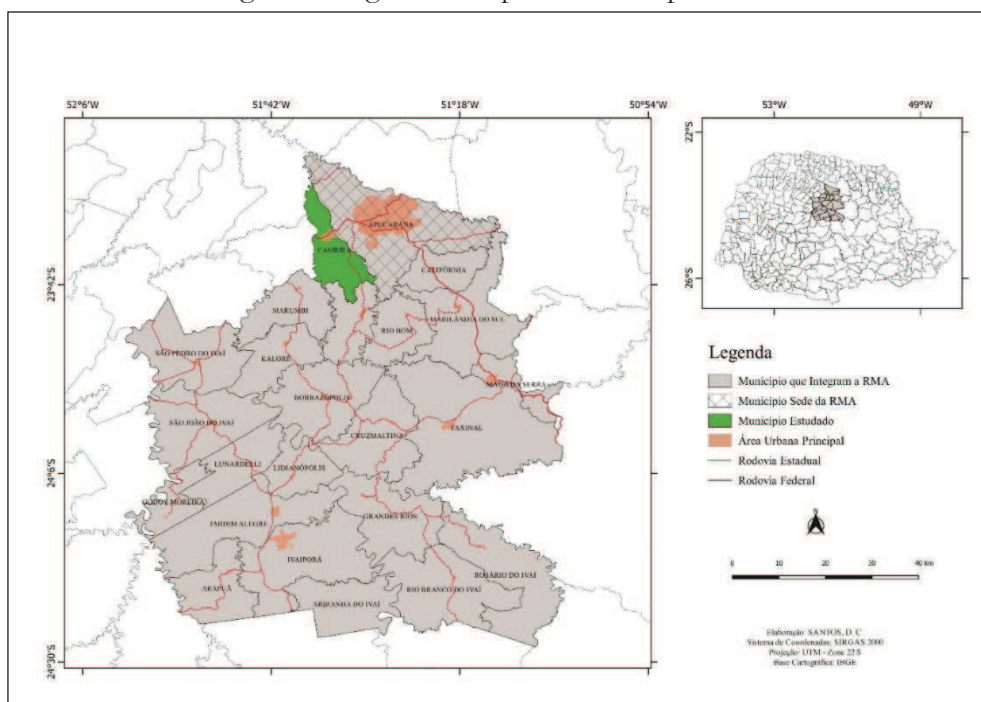 52°6'W 51°42'W 51°18'W 50°54'W
23°42'S
24°6'S
24°30'S
APUCARANA
CAMBIRA
CALIFÓRNIA
MARUMBI
MARILÂNDIA DO SUL
RIO BOM
SÃO PEDRO DO IVAÍ
KALORÉ
MAUÁ DA SERRA
BORRAZÓPOLIS
SÃO JOÃO DO IVAÍ
CRUZMALTINA
FAXINAL
LUNARDELLI
LIDIANÓPOLIS
GODOY MOREIRA
GRANDES RIOS
JARDIM ALEGRE
IVAIPORÃ
ROSÁRIO DO IVAÍ
ARAPUÃ
RIO BRANCO DO IVAÍ
ARIRANHA DO IVAÍ
53°W 49°W
22°S
26°S
Legenda
Município que Integram a RMA
Município Sede da RMA
Município Estudado
Área Urbana Principal
Rodovia Estadual
Rodovia Federal
0 10 20 30 40 km
Elaboração: SANTOS, D. C
Sistema de Coordenadas: SIRGAS 2000
Projeção: UTM - Zone 22 S
Base Cartográfica: IBGE